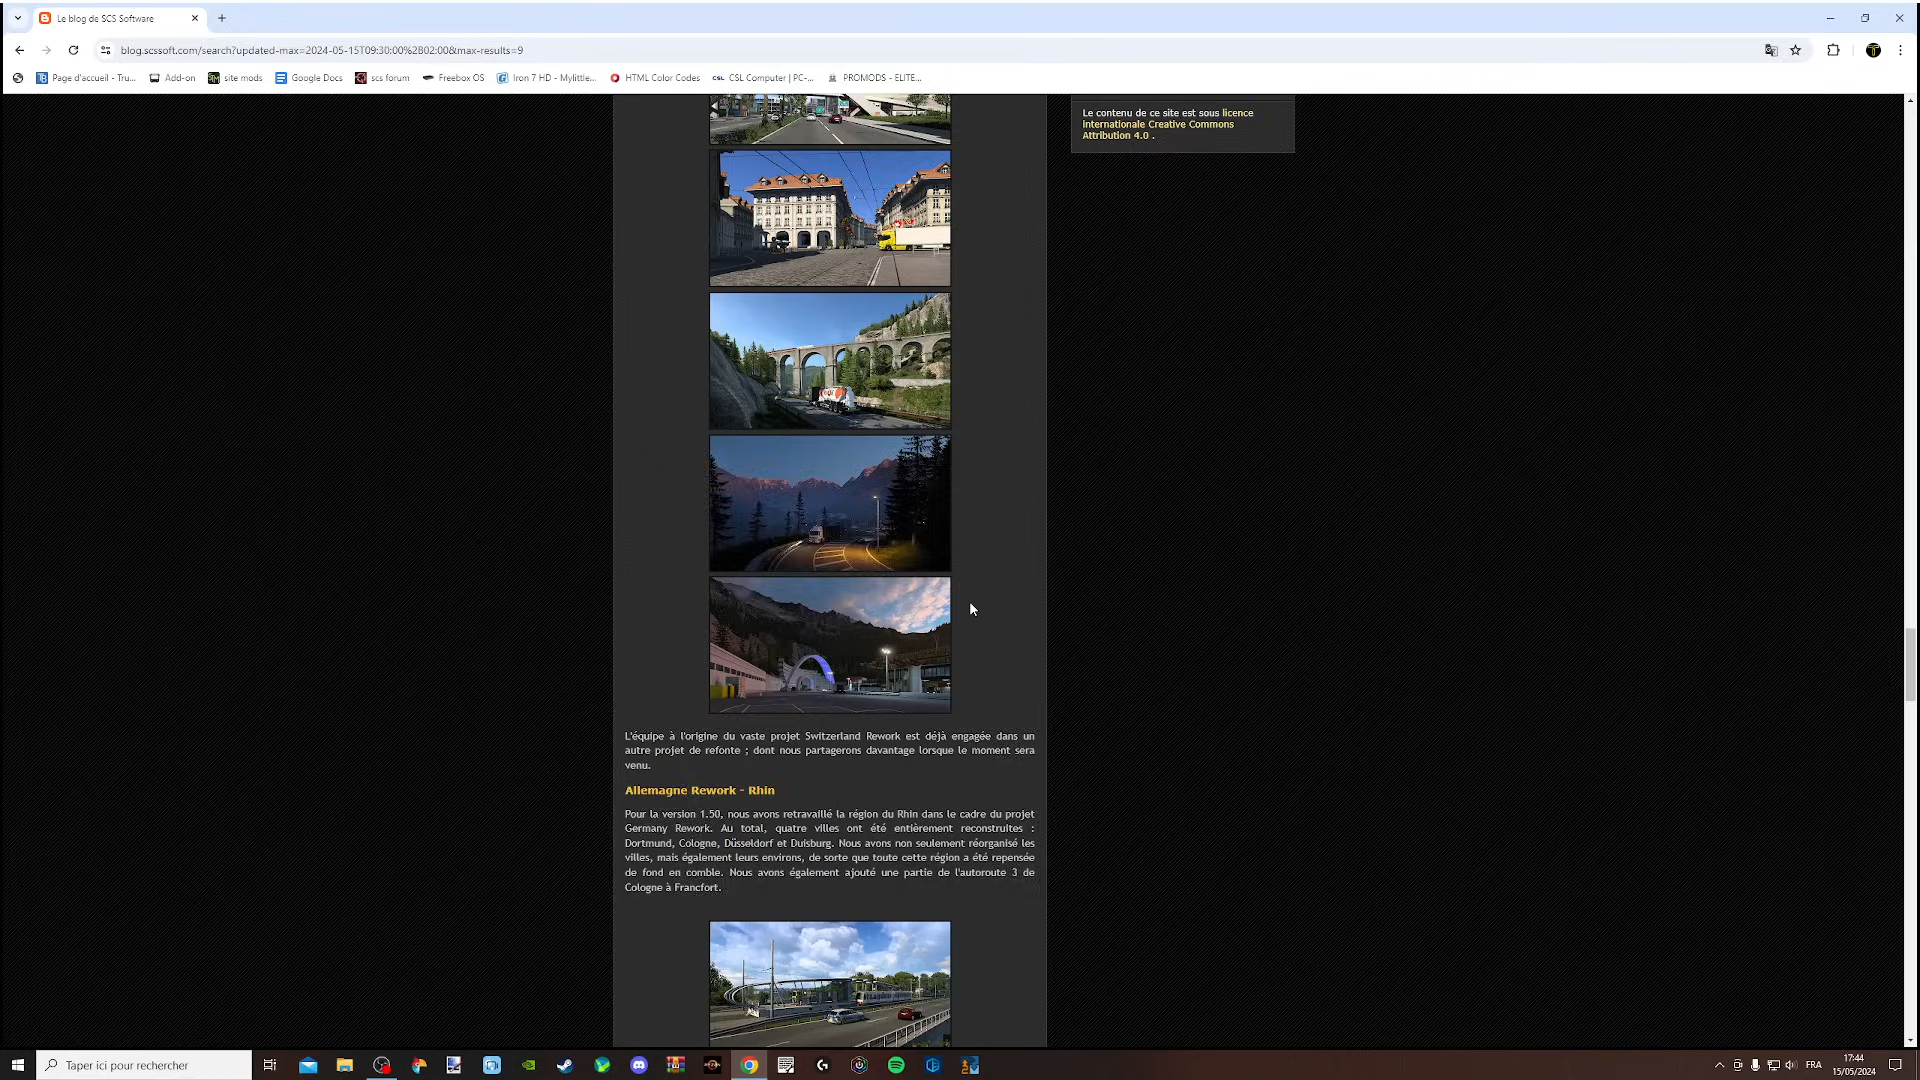 Le blog de SCS Software
blog.scssoft.com/search?updated-max=2024-05-15T09:30:00%2B02:00&max-results=9
Page d'accueil - Tru...
Add-on
site mods
Google Docs
scs forum
Freebox OS
Iron 7 HD - Mylittle...
HTML Color Codes
CSL Computer | PC-...
PROMODS - ELITE...
Le contenu de ce site est sous licence
internationale Creative Commons
Attribution 4.0 .
L'équipe à l'origine du vaste projet Switzerland Rework est déjà engagée dans un
autre projet de refonte ; dont nous partagerons davantage lorsque le moment sera
venu.
Allemagne Rework - Rhin
Pour la version 1.50, nous avons retravaillé la région du Rhin dans le cadre du projet
Germany Rework. Au total, quatre villes ont été entièrement reconstruites :
Dortmund, Cologne, Düsseldorf et Duisburg. Nous avons non seulement réorganisé les
villes, mais également leurs environs, de sorte que toute cette région a été repensée
de fond en comble. Nous avons également ajouté une partie de l'autoroute 3 de
Cologne à Francfort.
Taper ici pour rechercher
FRA
17:44
15/05/2024